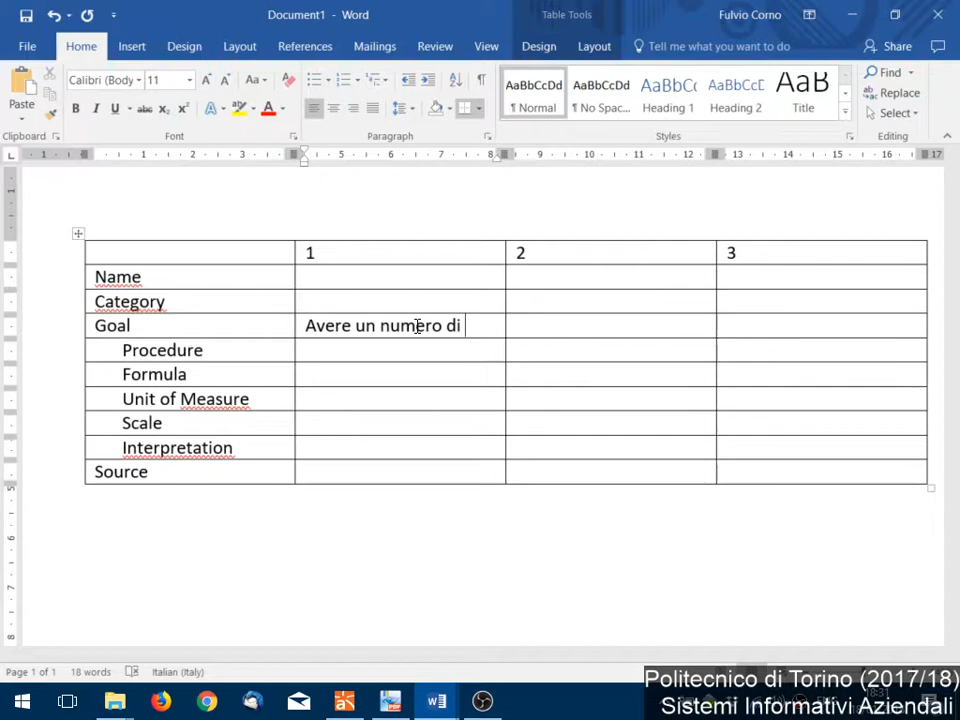 Document1 - Word
Table Tools
Fulvio Corno
File
Home
Insert
Design
Layout
References
Mailings
Review
View
Design
Layout
Tell me what you want to do
Share
Paste
Calibri (Body
11
Aa
A
AaBbCcDd
AaBbCcDd
AaBbCc
AaBbCcD
AaB
¶ Normal
¶ No Spac...
Heading 1
Heading 2
Title
Find
Replace
Select
Clipboard
Font
Paragraph
Styles
Editing
1 2 3
Name
Category
Goal Avere un numero di
Procedure
Formula
Unit of Measure
Scale
Interpretation
Source
Page 1 of 1 18 words Italian (Italy)
Politecnico di Torino (2017/18)
Sistemi Informativi Aziendali